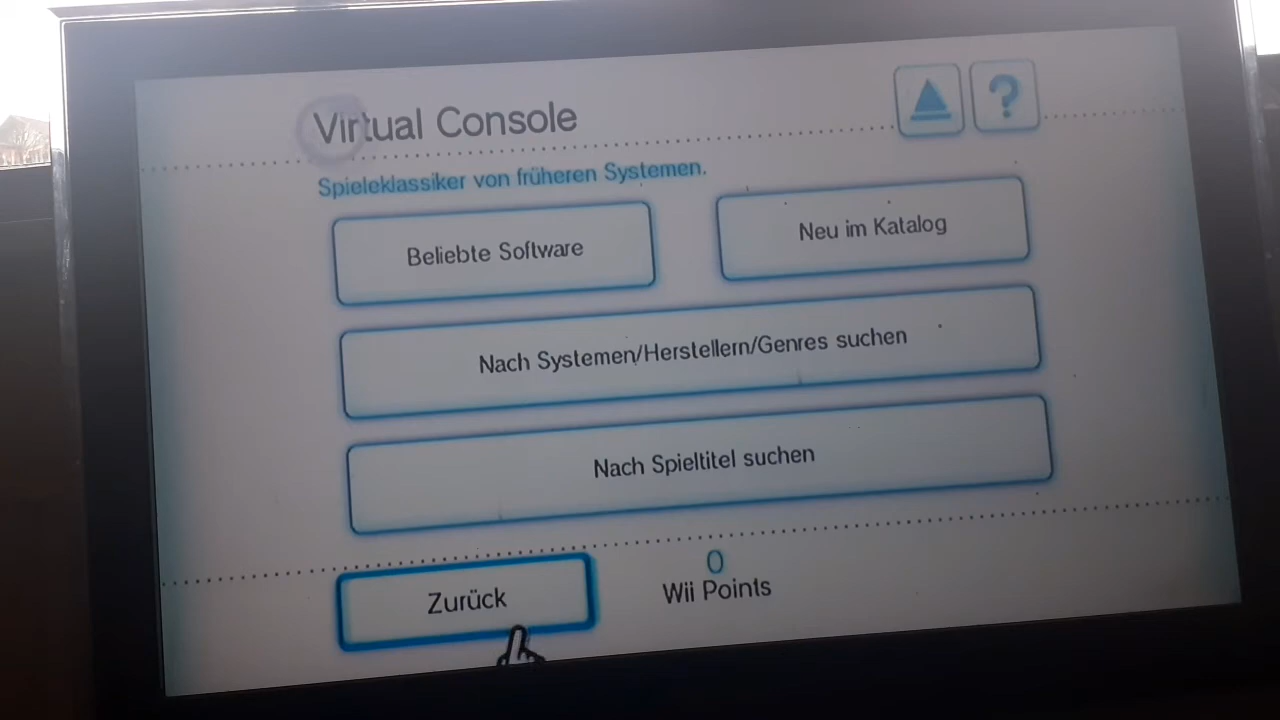 Virtual Console
?
Spieleklassiker von früheren Systemen.
Beliebte Software
Neu im Katalog
Nach Systemen/Herstellern/Genres suchen
Nach Spieltitel suchen
Zurück
0
Wii Points